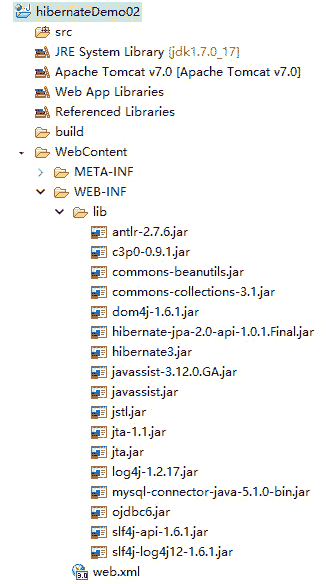 hibernateDemo02
src
JRE System Library [jdk1.7.0_17]
Apache Tomcat v7.0 [Apache Tomcat v7.0]
Web App Libraries
Referenced Libraries
build
WebContent
META-INF
WEB-INF
lib
antlr-2.7.6.jar
c3p0-0.9.1.jar
commons-beanutils.jar
commons-collections-3.1.jar
dom4j-1.6.1.jar
hibernate-jpa-2.0-api-1.0.1.Final.jar
hibernate3.jar
javassist-3.12.0.GA.jar
javassist.jar
jstl.jar
jta-1.1.jar
jta.jar
log4j-1.2.17.jar
mysql-connector-java-5.1.0-bin.jar
ojdbc6.jar
slf4j-api-1.6.1.jar
slf4j-log4j12-1.6.1.jar
web.xml